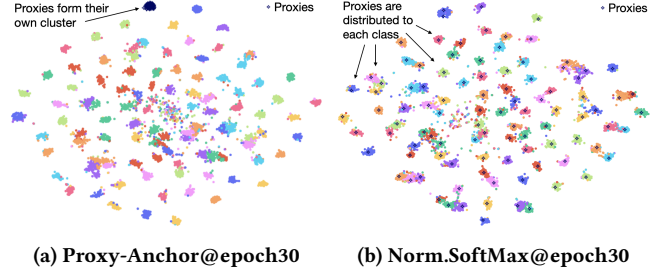 Proxies form their
own cluster
Proxies
Proxies are
distributed to
each class
Proxies
(a) Proxy-Anchor@epoch30
(b) Norm.SoftMax@epoch30